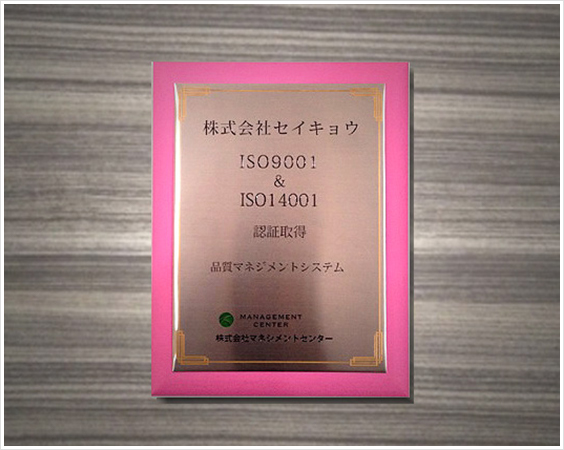 株式会社セイキョウ
ISO9001
&
ISO14001
認証取得
品質マネジメントシステム
MANAGEMENT
CENTER
株式会社マネジメントセンター